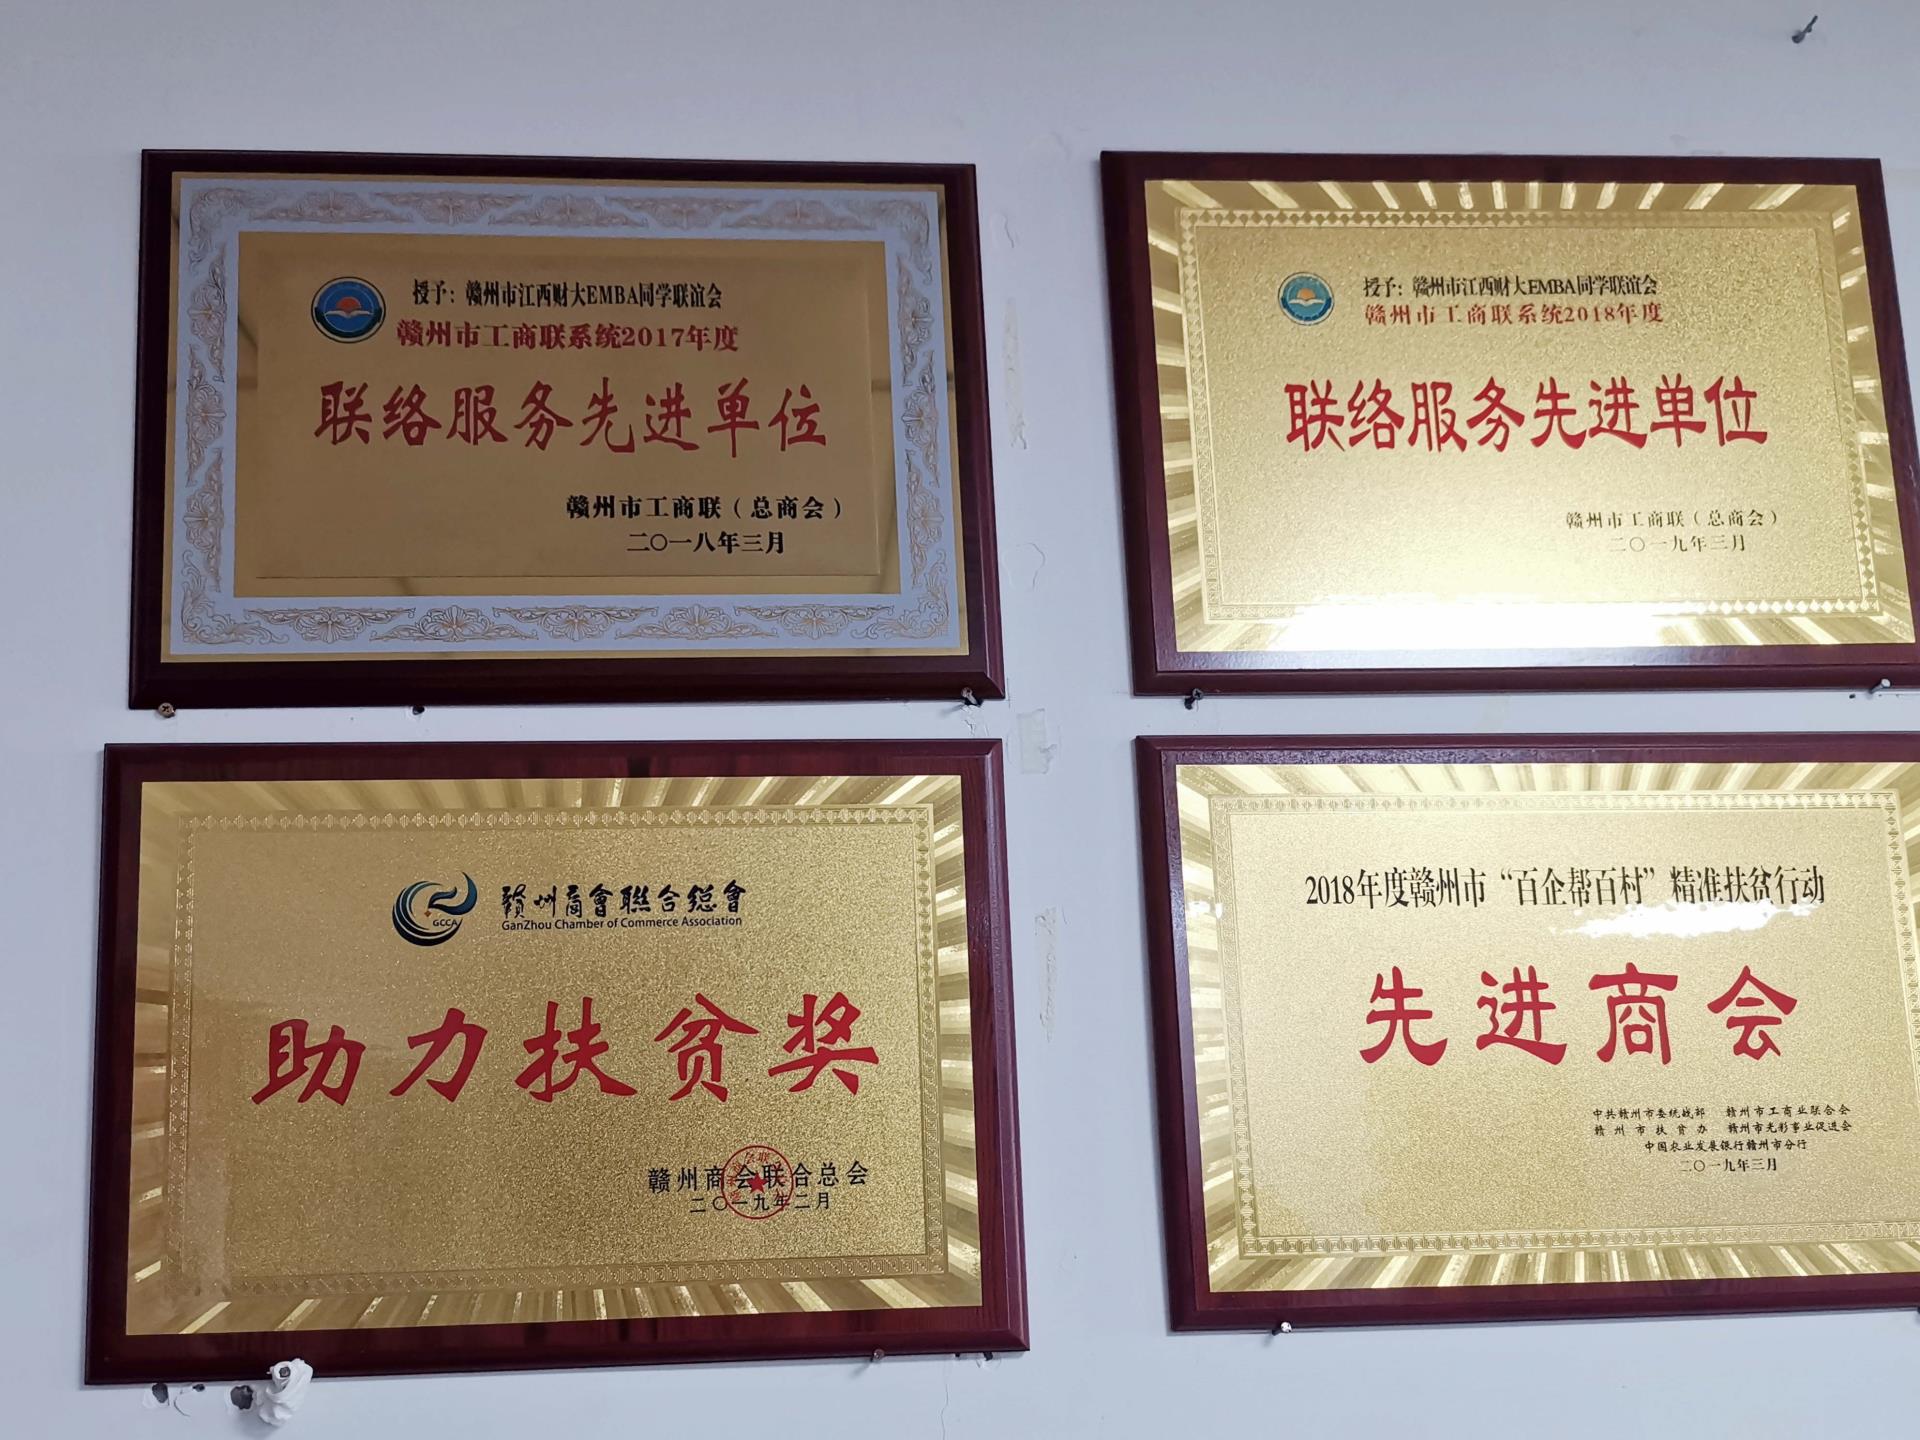 授予：赣州市江西财大EMBA同学联谊会
赣州市工商联系统2017年度
联络服务先进单位
赣州市工商联（总商会）
二〇一八年三月
授予：赣州市江西财大EMBA同学联谊会
赣州市工商联系统2018年度
联络服务先进单位
赣州市工商联（总商会）
二〇一九年三月
GCCA
赣州商會聯合總會
GanZhou Chamber of Commerce Association
助力扶贫奖
赣州商会联合总会
二〇一九年二月
2018年度赣州市“百企帮百村”精准扶贫行动
先进商会
中共赣州市委统战部 赣州市工商业联合会
赣州市扶贫办 赣州市光彩事业促进会
中国农业发展银行赣州市分行
二〇一九年三月